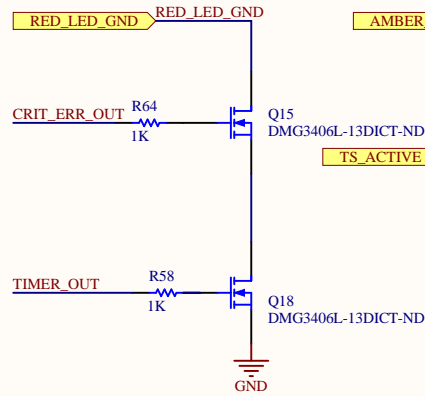 RED_LED_GND
RED_LED_GND
AMBER
R64
Q15
CRIT_ERR_OUT
1K
DMG3406L-13DICT-ND
TS_ACTIVE
R58
Q18
TIMER_OUT
1K
DMG3406L-13DICT-ND
GND